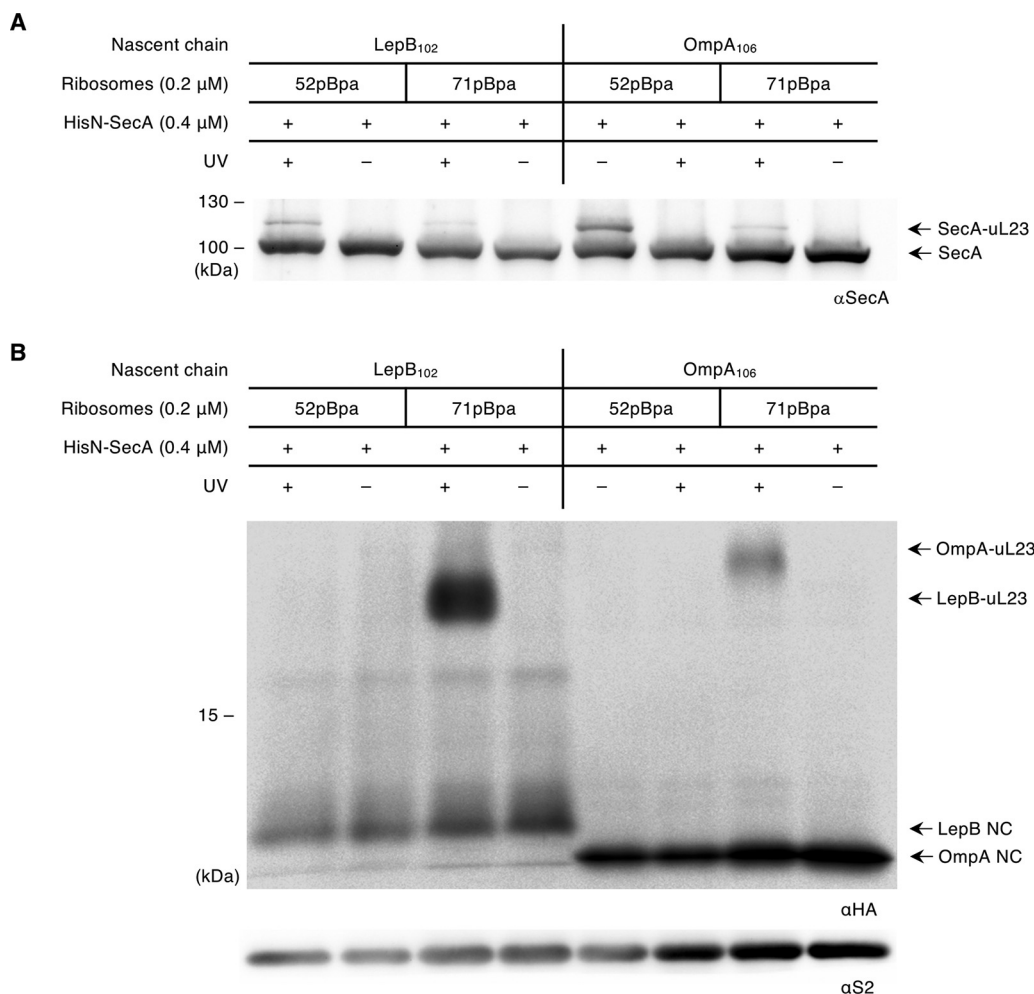 A
Nascent chain LepB102 OmpA106
Ribosomes (0.2 µM) 52pBpa 71pBpa 52pBpa 71pBpa
HisN-SecA (0.4 µM) + + + + + + + +
UV + – + – – + + –
130 –
SecA-uL23
100 – SecA
(kDa)
αSecA
B
Nascent chain LepB102 OmpA106
Ribosomes (0.2 µM) 52pBpa 71pBpa 52pBpa 71pBpa
HisN-SecA (0.4 µM) + + + + + + + +
UV + – + – – + + –
OmpA-uL23
LepB-uL23
15 –
LepB NC
OmpA NC
(kDa)
αHA
αS2